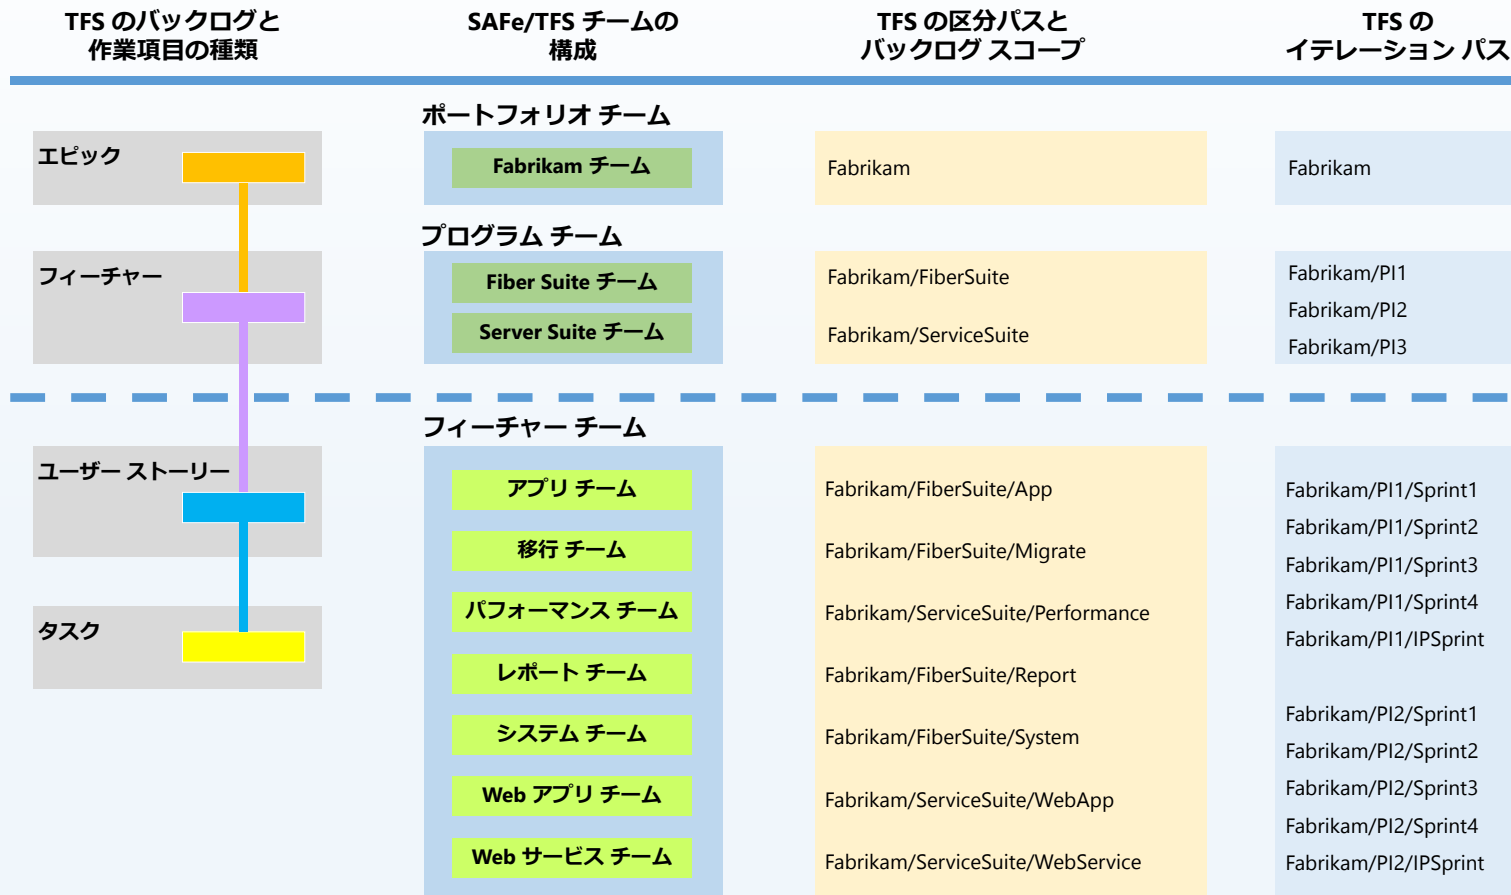 TFS のバックログと
作業項目の種類
SAFe/TFS チームの
構成
TFS の区分パスと
バックログ スコープ
TFS の
イテレーション パス
ポートフォリオ チーム
エピック
Fabrikam チーム
Fabrikam
Fabrikam
プログラム チーム
フィーチャー
Fiber Suite チーム
Server Suite チーム
Fabrikam/FiberSuite
Fabrikam/ServiceSuite
Fabrikam/PI1
Fabrikam/PI2
Fabrikam/PI3
フィーチャー チーム
ユーザー ストーリー
タスク
アプリ チーム
移行 チーム
パフォーマンス チーム
レポート チーム
システム チーム
Web アプリ チーム
Web サービス チーム
Fabrikam/FiberSuite/App
Fabrikam/FiberSuite/Migrate
Fabrikam/ServiceSuite/Performance
Fabrikam/FiberSuite/Report
Fabrikam/FiberSuite/System
Fabrikam/ServiceSuite/WebApp
Fabrikam/ServiceSuite/WebService
Fabrikam/PI1/Sprint1
Fabrikam/PI1/Sprint2
Fabrikam/PI1/Sprint3
Fabrikam/PI1/Sprint4
Fabrikam/PI1/IPSprint
Fabrikam/PI2/Sprint1
Fabrikam/PI2/Sprint2
Fabrikam/PI2/Sprint3
Fabrikam/PI2/Sprint4
Fabrikam/PI2/IPSprint